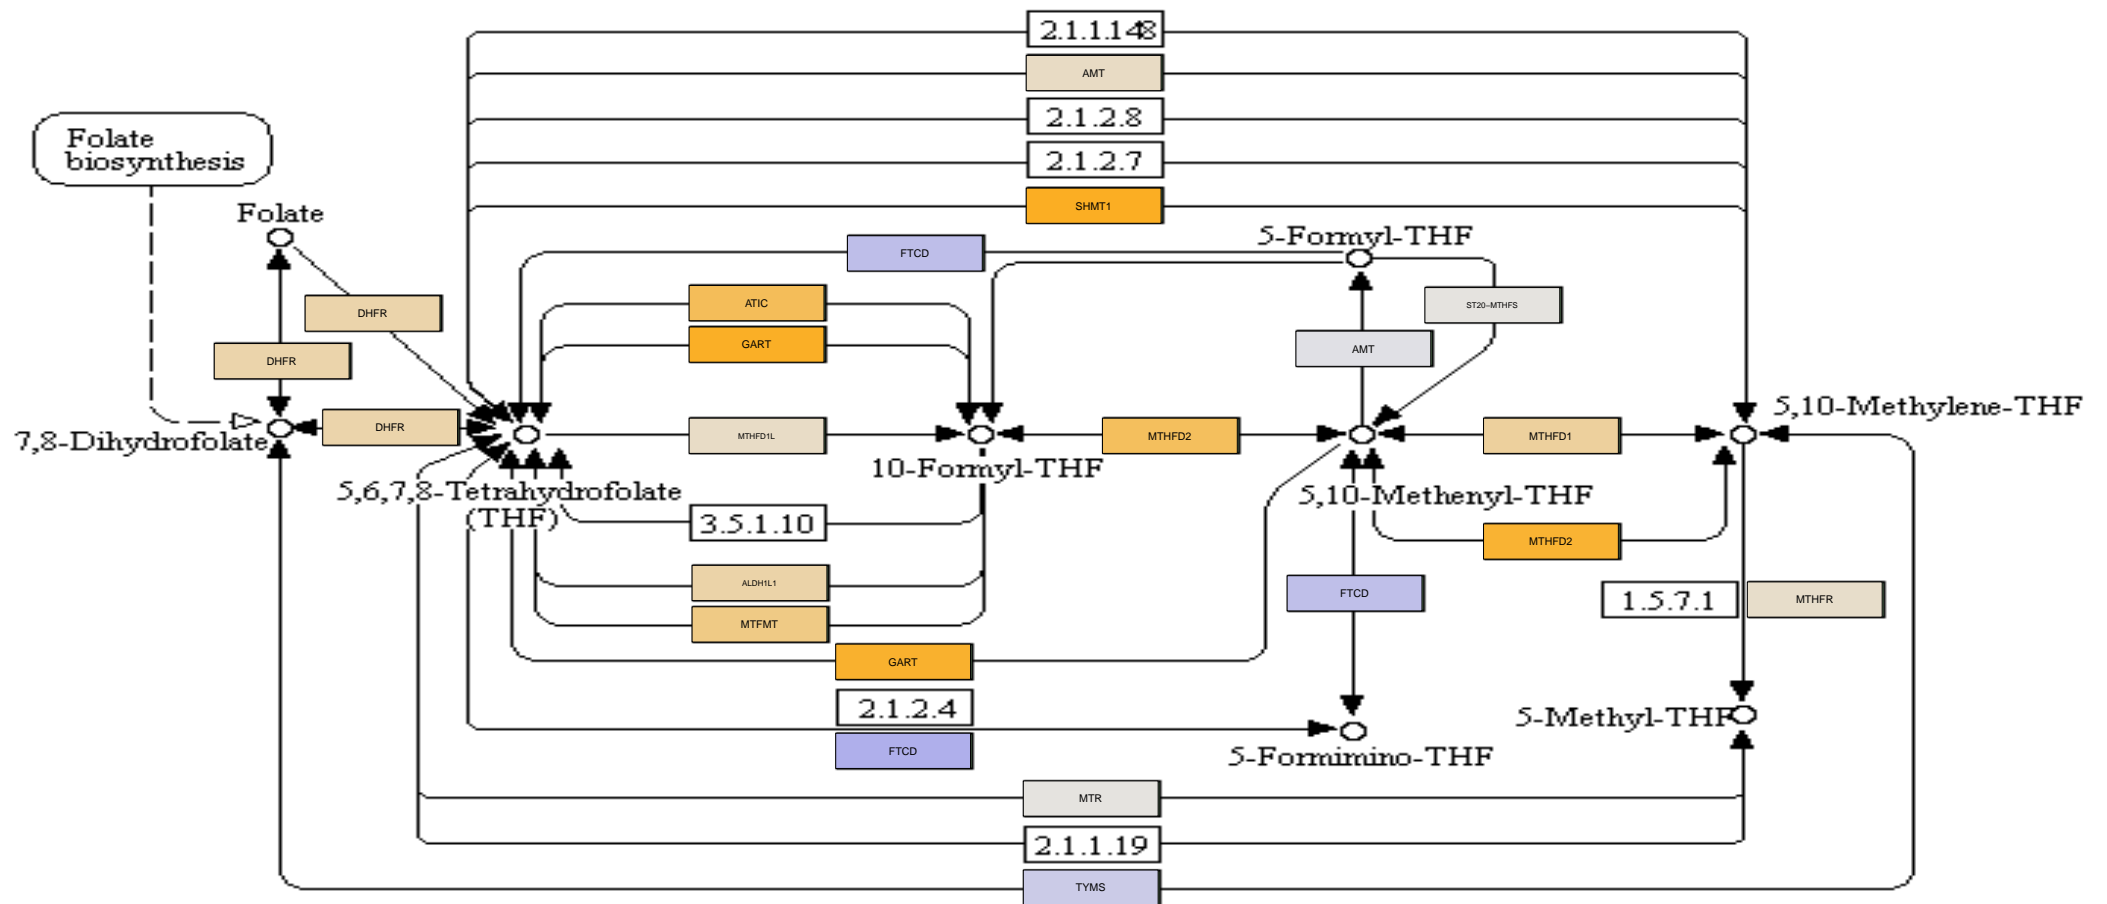 2.1.1.148
AMT
2.1.2.8
2.1.2.7
SHMT1
Folate
biosynthesis
Folate
5-Formyl-THF
FTCD
ATIC
ST20-MTHFS
DHFR
GART
AMT
DHFR
5,10-Methylene-THF
DHFR
7,8-Dihydrofolate
MTHFD1L
MTHFD2
MTHFD1
10-Formyl-THF
5,6,7,8-Tetrahydrofolate
(THF)
5,10-Methenyl-THF
3.5.1.10
MTHFD2
ALDH1L1
FTCD
1.5.7.1
MTHFR
MTFMT
GART
2.1.2.4
5-Methyl-THF
FTCD
5-Formimino-THF
MTR
2.1.1.19
TYMS